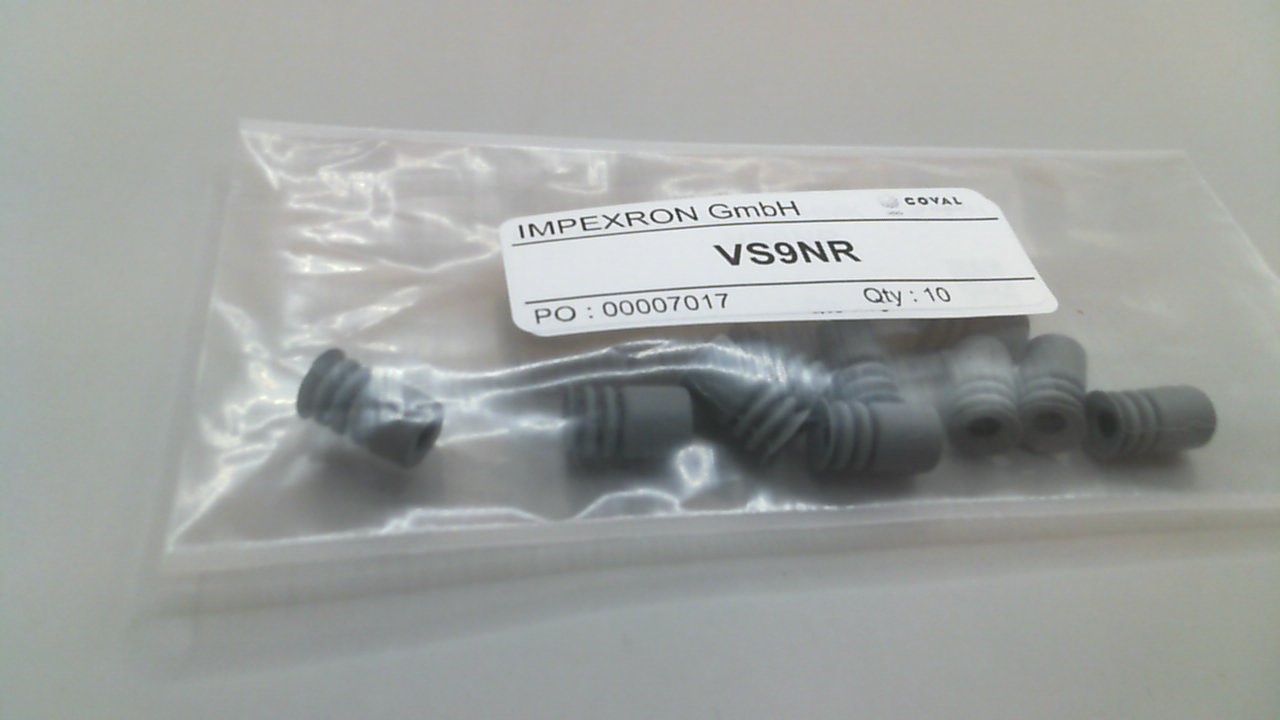 IMPEXRON GmbH COVAL
VS9NR
PO : 00007017 Qty : 10